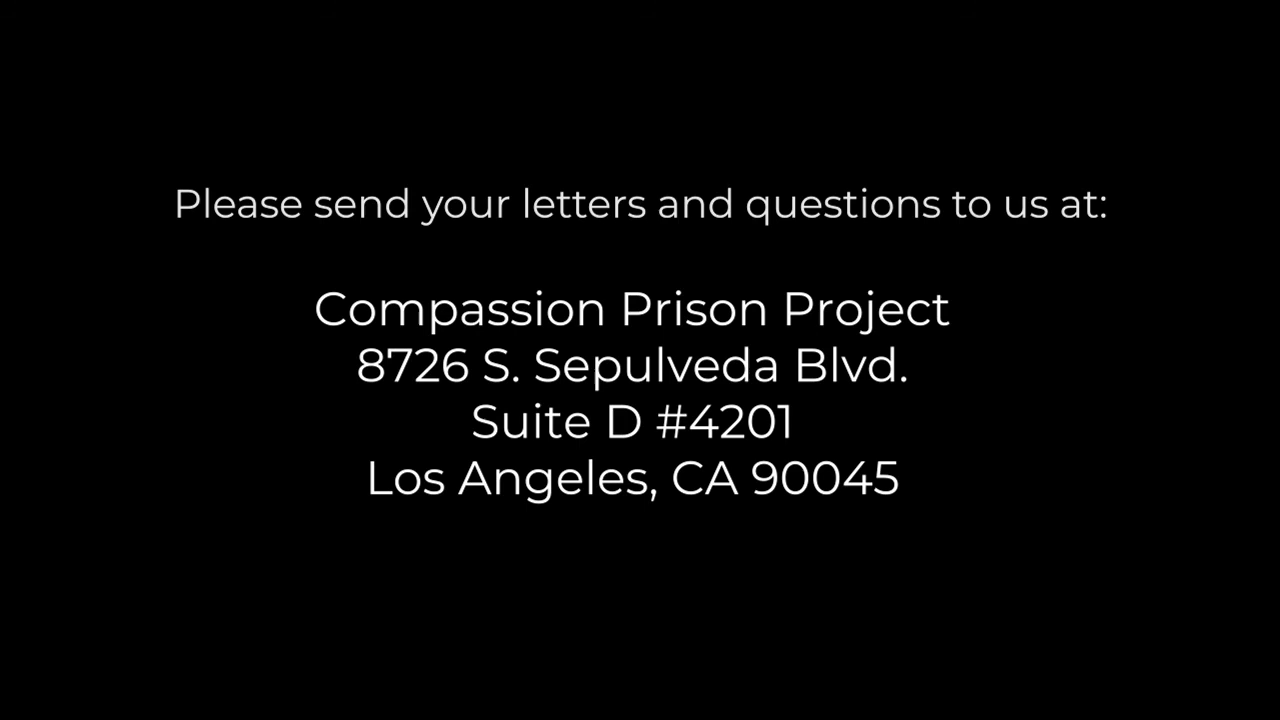 Please send your letters and questions to us at:
Compassion Prison Project
8726 S. Sepulveda Blvd.
Suite D #4201
Los Angeles, CA 90045